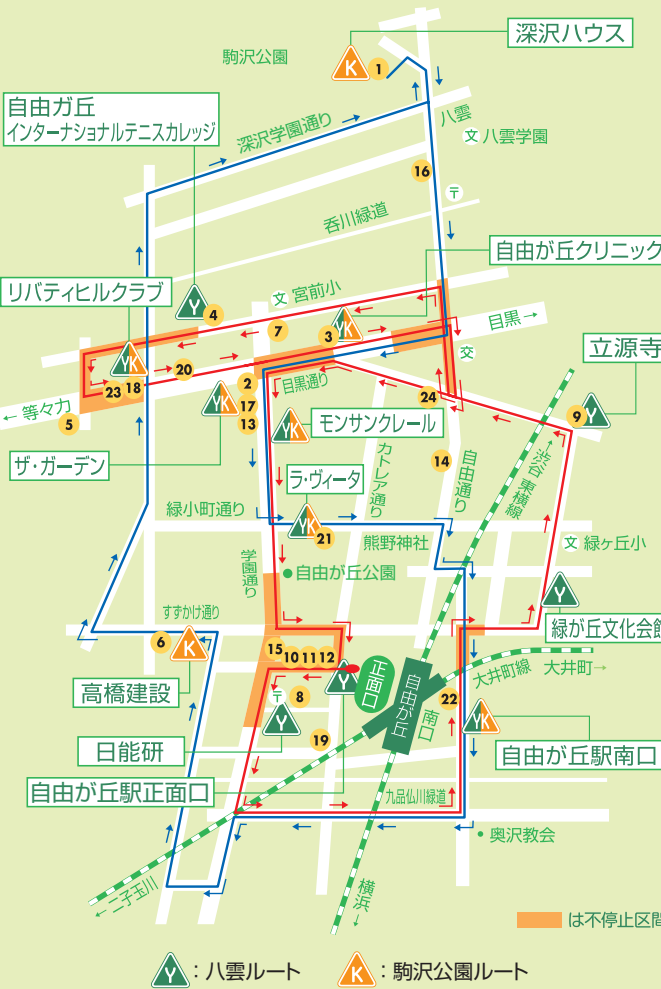 深沢ハウス
駒沢公園
K
1
自由ガ丘
インターナショナルテニスカレッジ
深沢学園通り
八雲
文 八雲学園
16
〒
呑川緑道
自由が丘クリニック
リバティヒルクラブ
Y
4
文 宮前小
7
3
YK
目黒→
交
立源寺
YK
23
18
20
2
目黒通り
24
9
Y
←等々力
5
YK
17
13
YK
モンサンクレール
カトレア通り
14
自由通り
渋谷
東横線
ザ・ガーデン
ラ・ヴィータ
緑小町通り
YK
21
熊野神社
文 緑ヶ丘小
学園通り
自由が丘公園
Y
すずかけ通り
緑が丘文化会館
6
K
15
10
11
12
正面口
自由が丘
大井町線
大井町→
高橋建設
Y
〒
8
南口
22
YK
日能研
Y
19
自由が丘駅南口
自由が丘駅正面口
九品仏川緑道
奥沢教会
←二子玉川
横浜→
は不停止区間
Y:八雲ルート
K:駒沢公園ルート